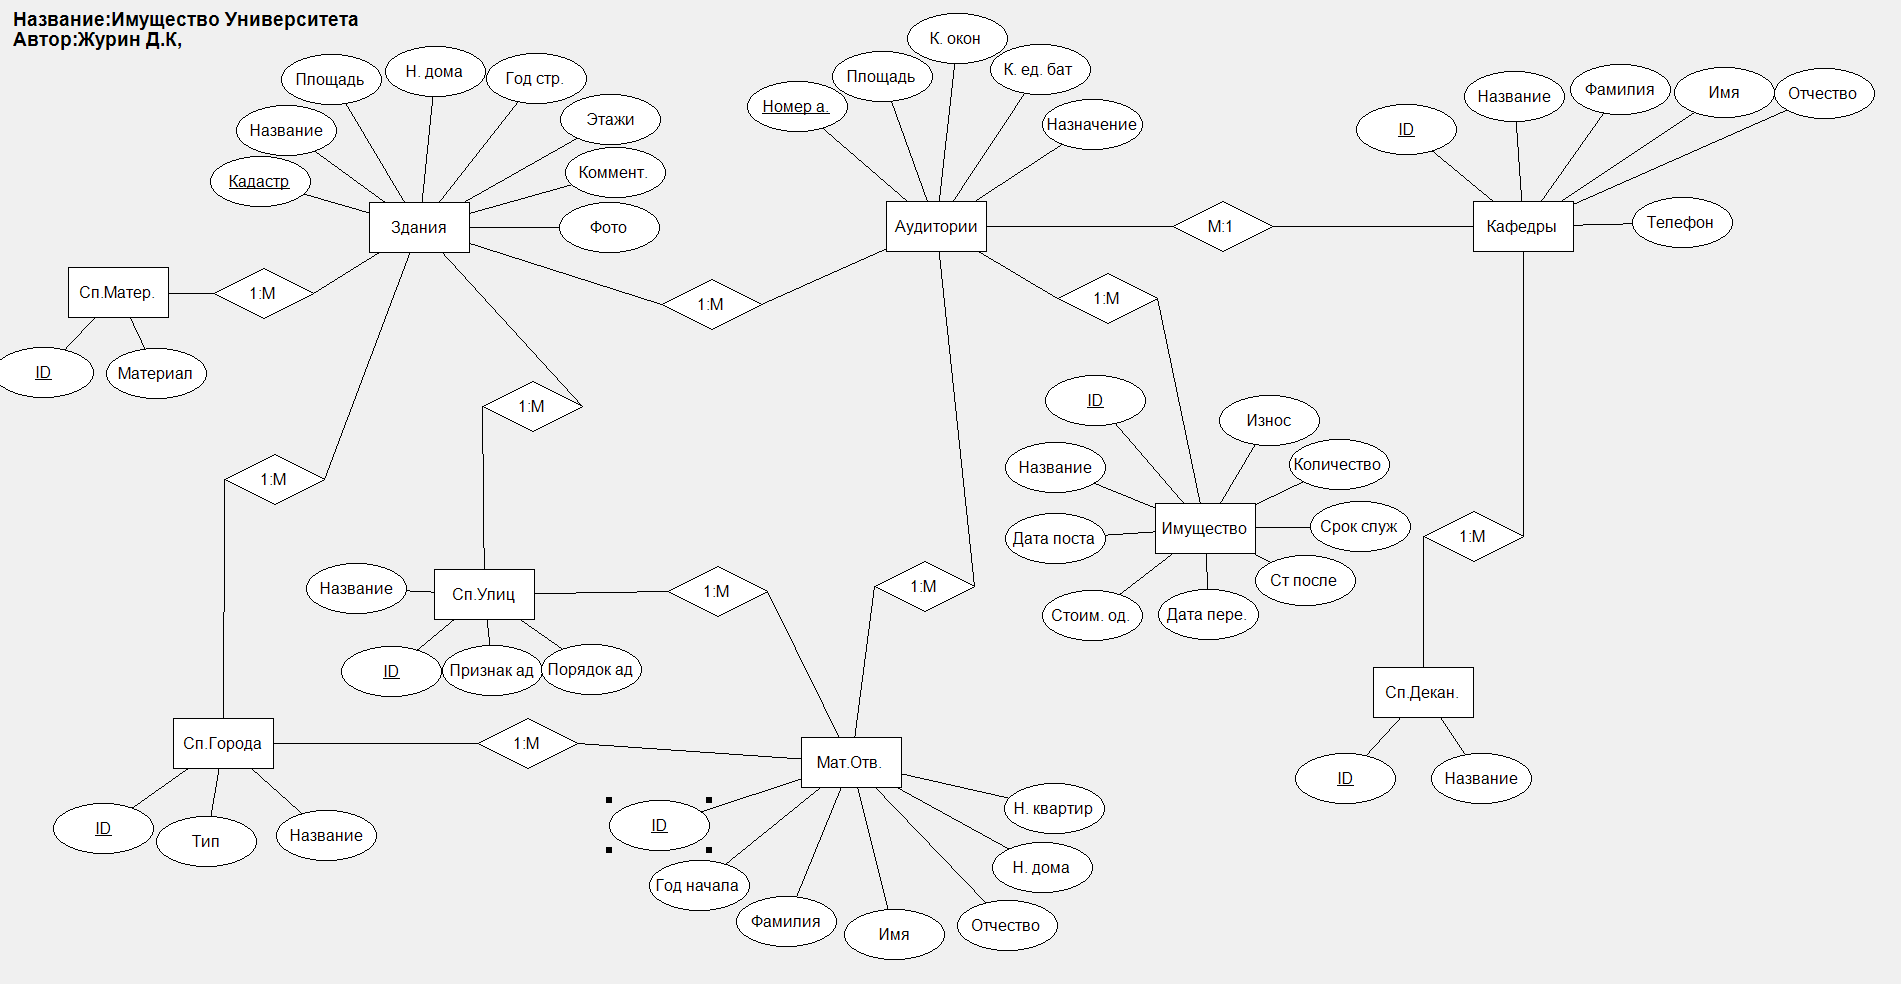 Название:Имущество Университета
Автор:Журин Д.К,
Площадь
Н. дома
Год стр.
Название
Этажи
Кадастр
Коммент.
Здания
Фото
Сп.Матер.
1:М
ID
Материал
К. окон
Площадь
К. ед. бат
Номер а.
Назначение
Аудитории
1:М
М:1
ID
Название
Фамилия
Имя
Отчество
Кафедры
Телефон
1:М
1:М
1:М
ID
Износ
Название
Количество
Имущество
Дата поста
Срок служ
Ст после
Стоим. од.
Дата пере.
1:М
Название
Сп.Улиц
1:М
1:М
ID
Признак ад
Порядок ад
Сп.Декан.
ID
Название
Сп.Города
1:М
Мат.Отв.
ID
Тип
Название
ID
Год начала
Фамилия
Имя
Отчество
Н. дома
Н. квартир